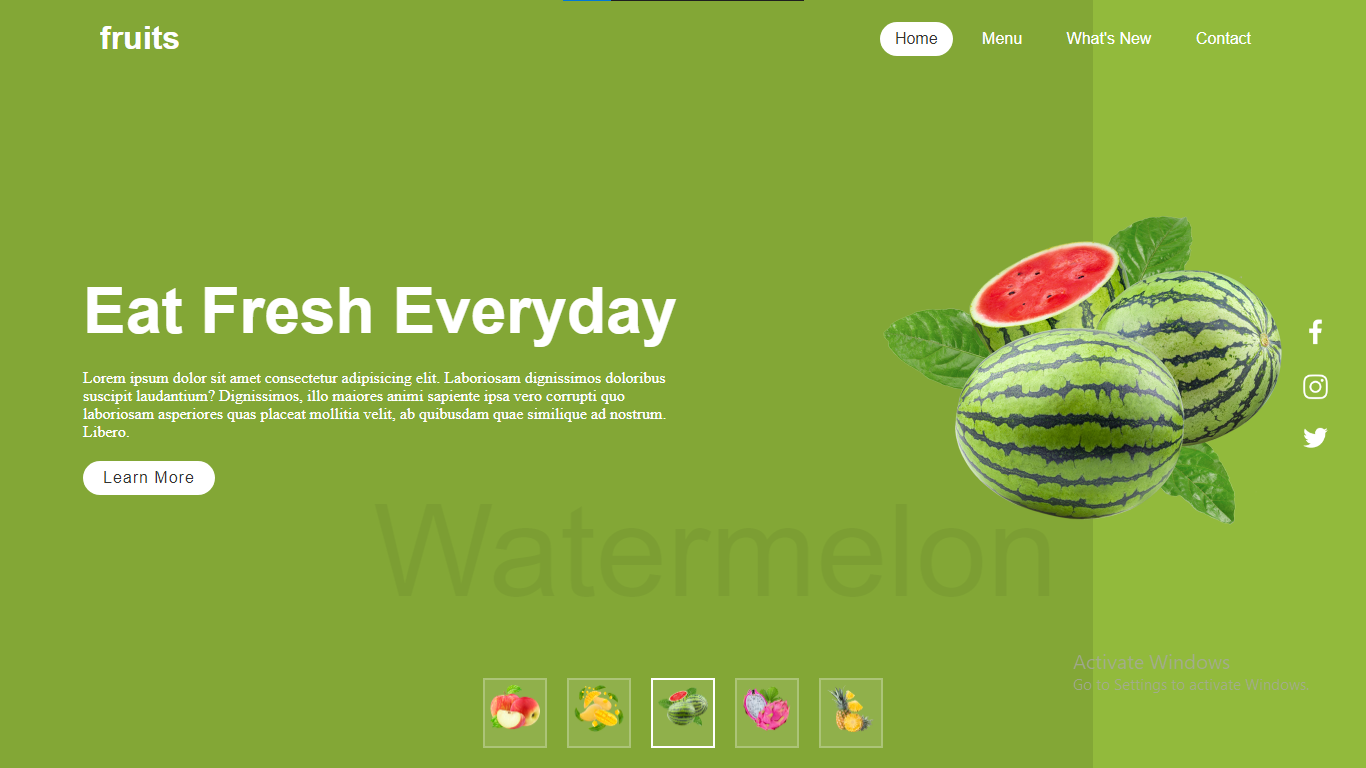 fruits
Home
Menu
What's New
Contact
Eat Fresh Everyday
Lorem ipsum dolor sit amet consectetur adipisicing elit. Laboriosam dignissimos doloribus
suscipit laudantium? Dignissimos, illo maiores animi sapiente ipsa vero corrupti quo
laboriosam asperiores quas placeat mollitia velit, ab quibusdam quae similique ad nostrum.
Libero.
Learn More
Watermelon
Activate Windows
Go to Settings to activate Windows.